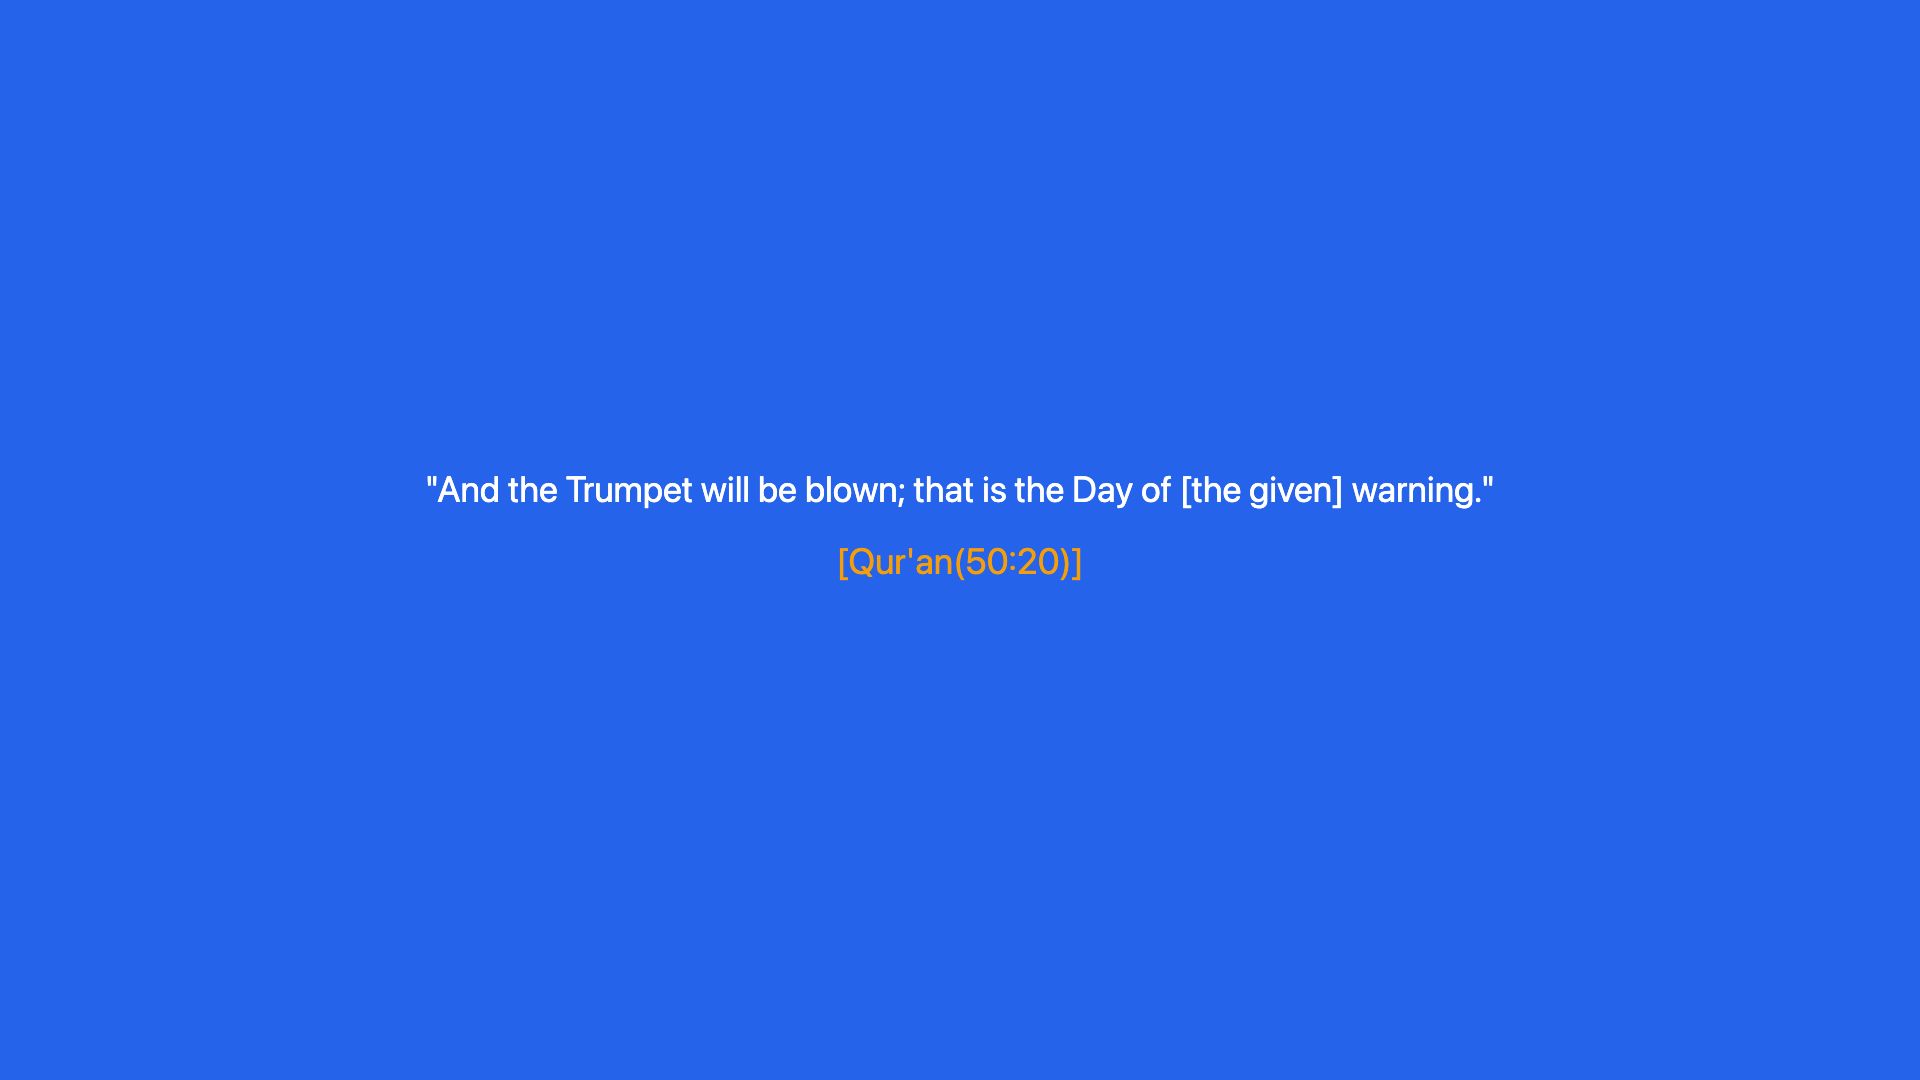 "And the Trumpet will be blown; that is the Day of [the given] warning."
[Qur'an(50:20)]